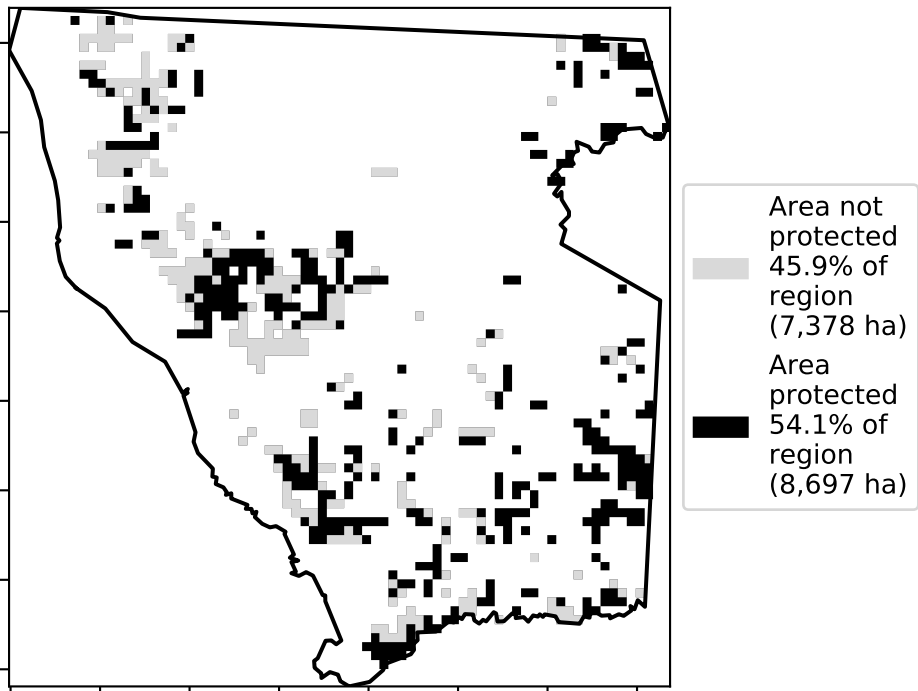 Area not
protected
45.9% of
region
(7,378 ha)
Area
protected
54.1% of
region
(8,697 ha)